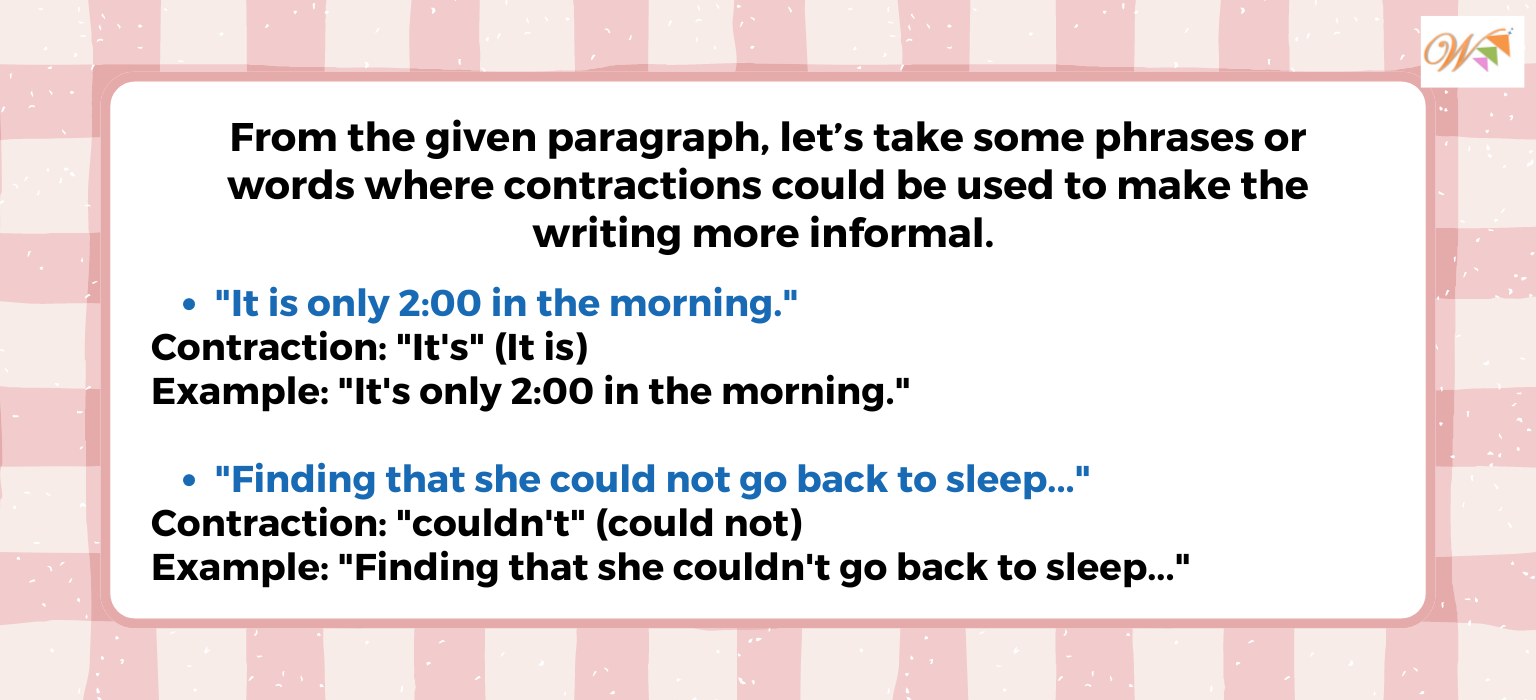 W
From the given paragraph, let’s take some phrases or
words where contractions could be used to make the
writing more informal.
• "It is only 2:00 in the morning."
Contraction: "It's" (It is)
Example: "It's only 2:00 in the morning."
• "Finding that she could not go back to sleep..."
Contraction: "couldn't" (could not)
Example: "Finding that she couldn't go back to sleep..."